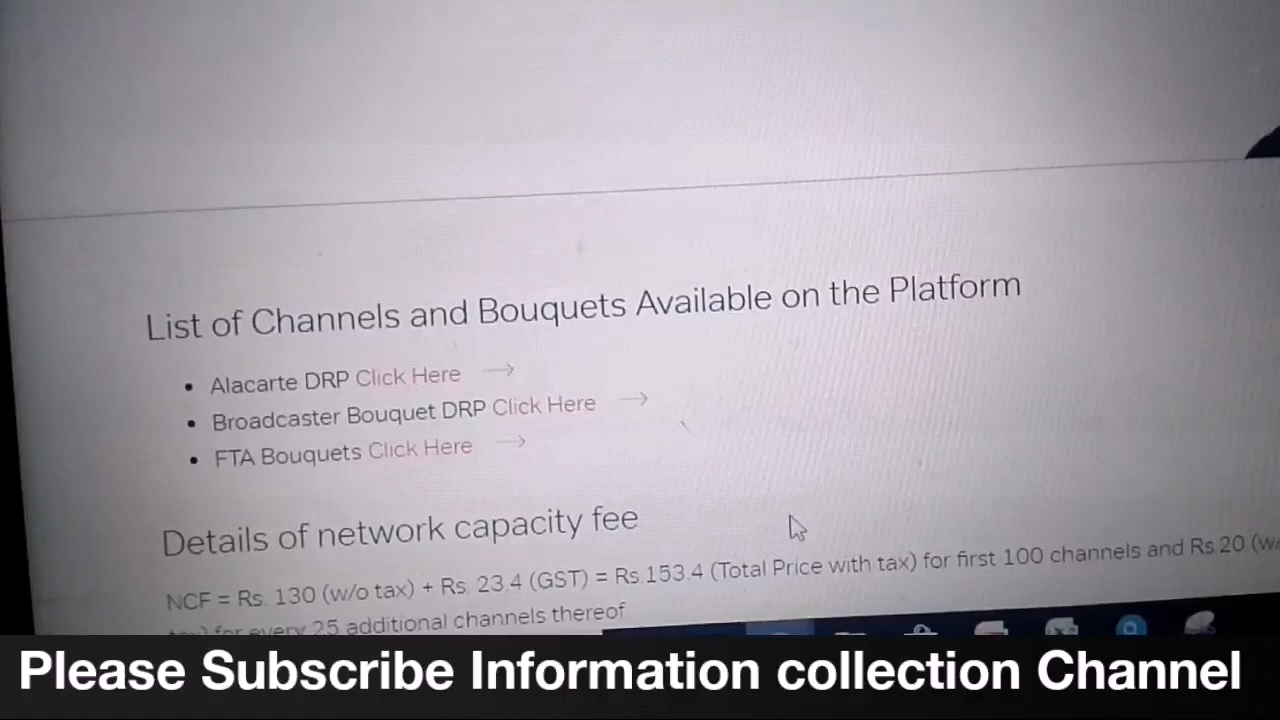 List of Channels and Bouquets Available on the Platform
• Alacarte DRP Click Here →
• Broadcaster Bouquet DRP Click Here →
• FTA Bouquets Click Here →
Details of network capacity fee
NCF = Rs. 130 (w/o tax) + Rs. 23.4 (GST) = Rs.153.4 (Total Price with tax) for first 100 channels and Rs.20
for every 25 additional channels thereof
Please Subscribe Information collection Channel